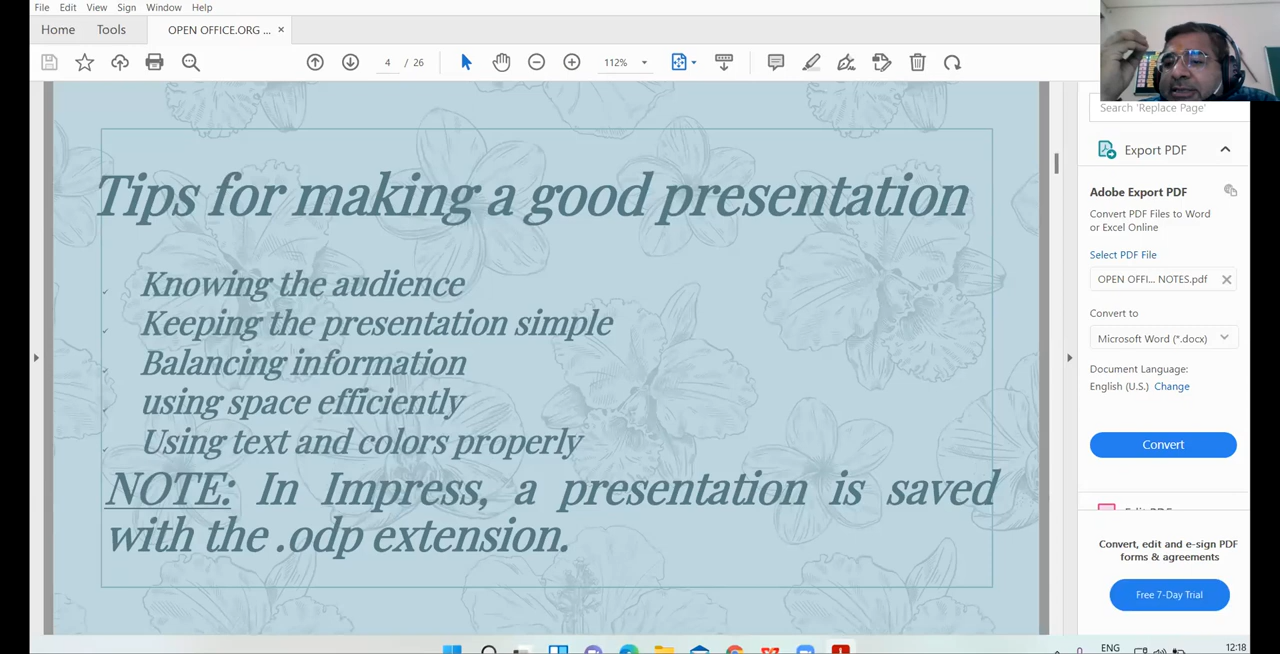 File Edit View Sign Window Help
Home Tools OPEN OFFICE.ORG ... ×
4 / 26 112%
Tips for making a good presentation
Knowing the audience
Keeping the presentation simple
Balancing information
using space efficiently
Using text and colors properly
NOTE: In Impress, a presentation is saved
with the .odp extension.
Search 'Replace Page'
Export PDF
Adobe Export PDF
Convert PDF Files to Word
or Excel Online
Select PDF File
OPEN OFFI... NOTES.pdf
Convert to
Microsoft Word (*.docx)
Document Language:
English (U.S.) Change
Convert
Convert, edit and e-sign PDF
forms & agreements
Free 7-Day Trial
ENG 12:18